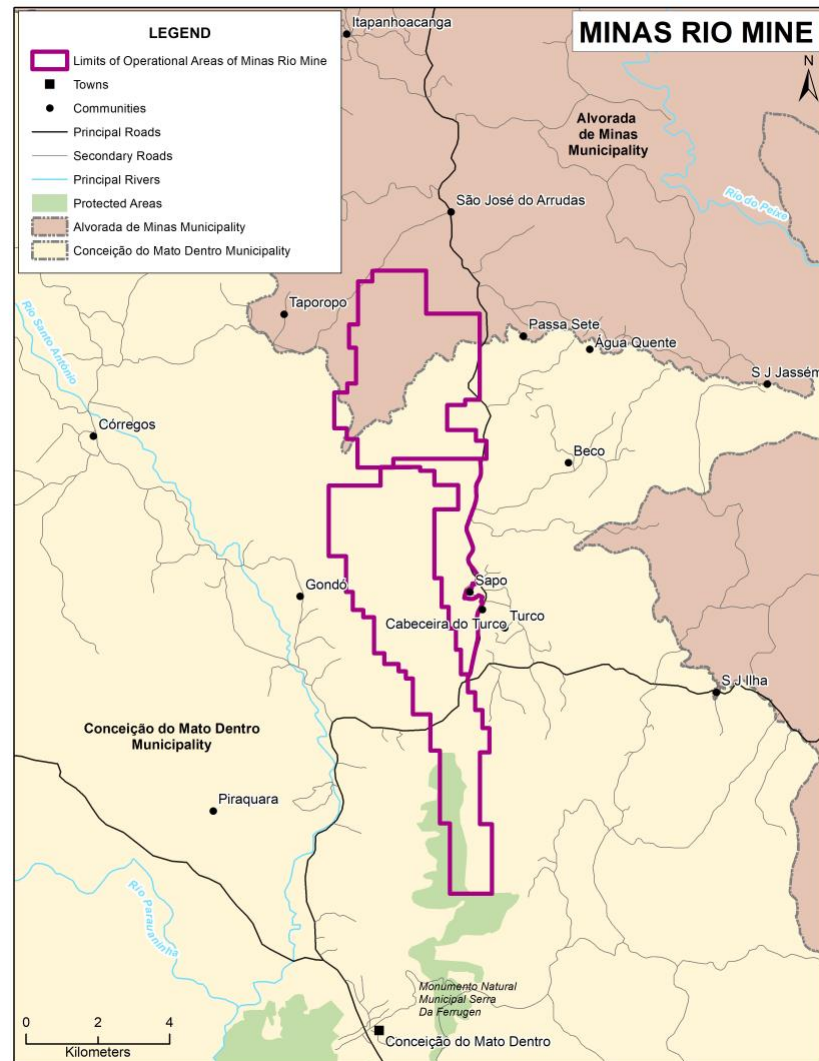 MINAS RIO MINE
LEGEND
Limits of Operational Areas of Minas Rio Mine
Towns
Communities
Principal Roads
Secondary Roads
Principal Rivers
Protected Areas
Alvorada de Minas Municipality
Conceição do Mato Dentro Municipality
N
Itapanhoacanga
Alvorada
de Minas
Municipality
Rio do Peixe
São José do Arrudas
Taporopo
Passa Sete
Água Quente
S J Jassém
Rio Santo Antônio
Córregos
Beco
Gondó
Sapo
Cabeceira do Turco
Turco
S J Ilha
Conceição do Mato Dentro
Municipality
Piraquara
Rio Parauninha
Monumento Natural
Municipal Serra
Da Ferrugen
Conceição do Mato Dentro
0 2 4
Kilometers